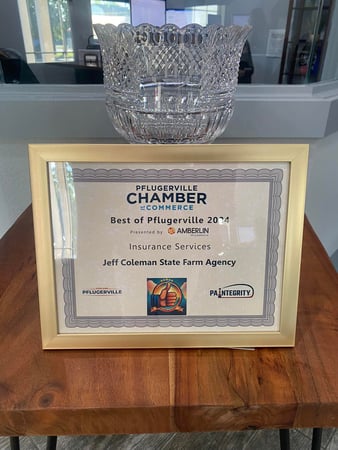 PFLUGERVILLE
CHAMBER
OF COMMERCE
Best of Pflugerville 2024
Presented by AMBERLIN
Insurance Services
Jeff Coleman State Farm Agency
PFLUGERVILLE
PAINTEGRITY